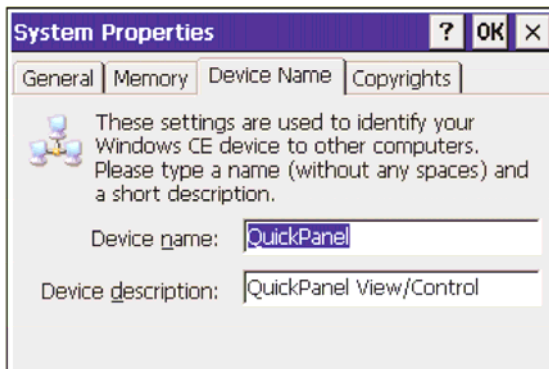 System Properties ? OK ×
General Memory Device Name Copyrights
These settings are used to identify your
Windows CE device to other computers.
Please type a name (without any spaces) and
a short description.
Device name: QuickPanel
Device description: QuickPanel View/Control